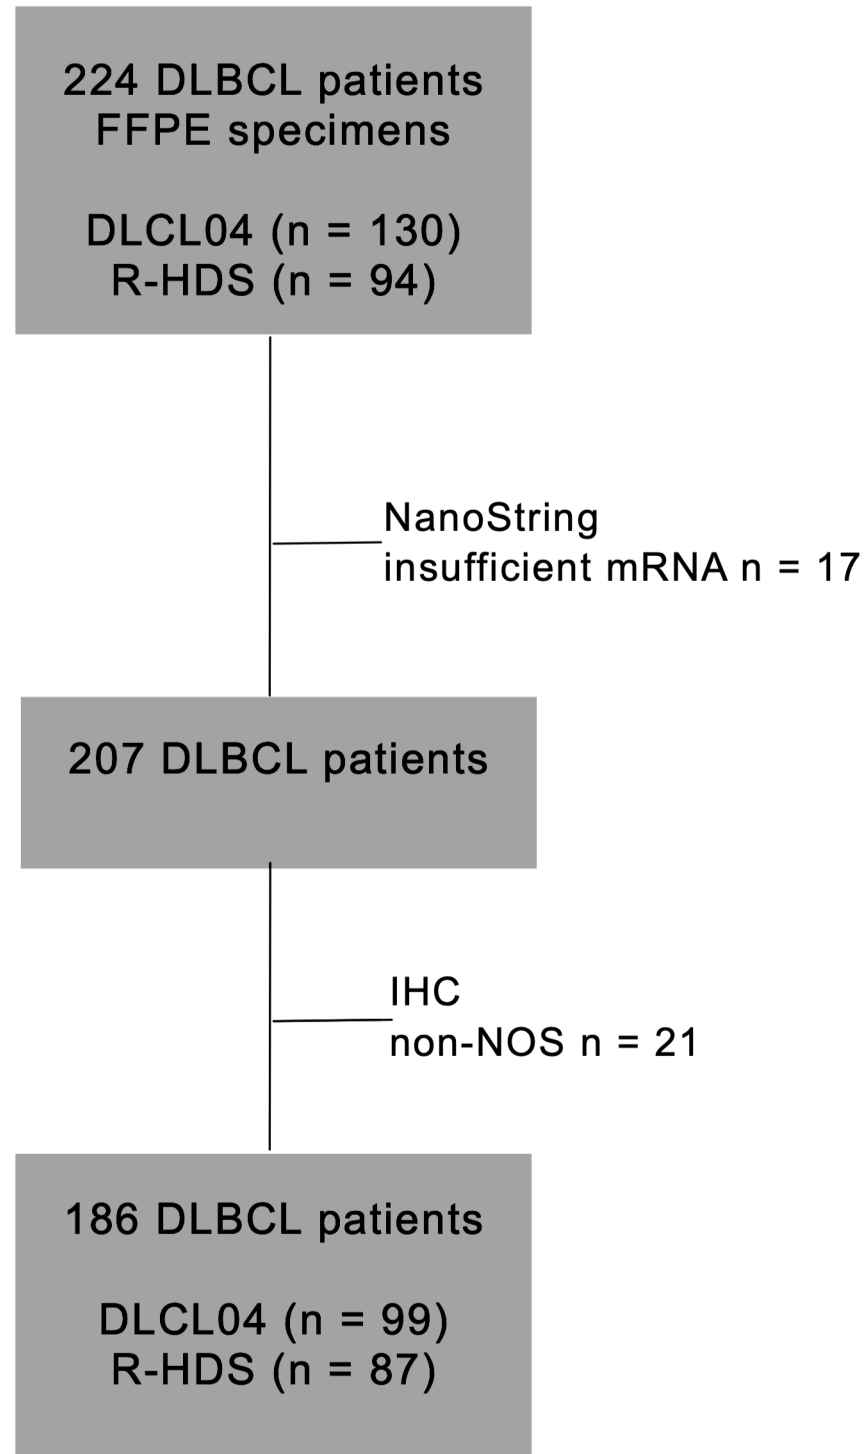 224 DLBCL patients
FFPE specimens
DLCL04 (n = 130)
R-HDS (n = 94)
NanoString
insufficient mRNA n = 17
207 DLBCL patients
IHC
non-NOS n = 21
186 DLBCL patients
DLCL04 (n = 99)
R-HDS (n = 87)